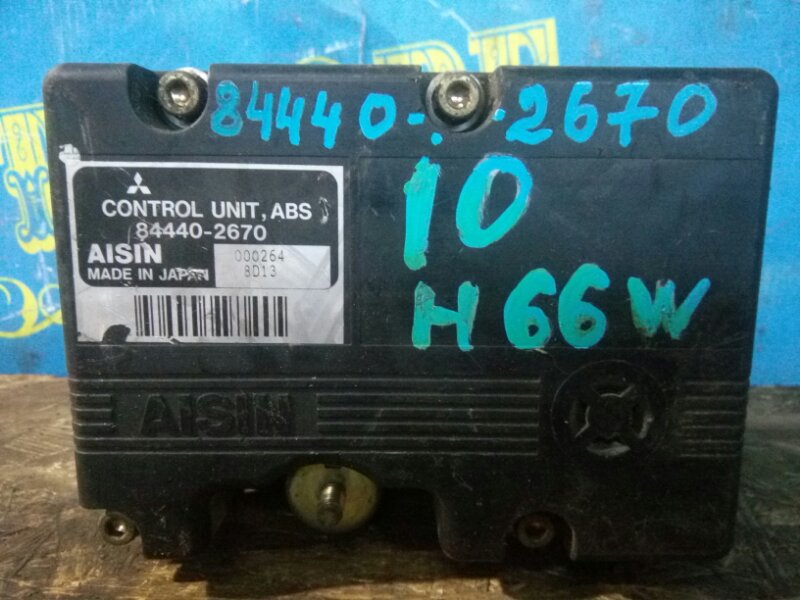 84440-2670
10
H66W
CONTROL UNIT, ABS
84440-2670
AISIN
000264
MADE IN JAPAN
8D13
AISIN